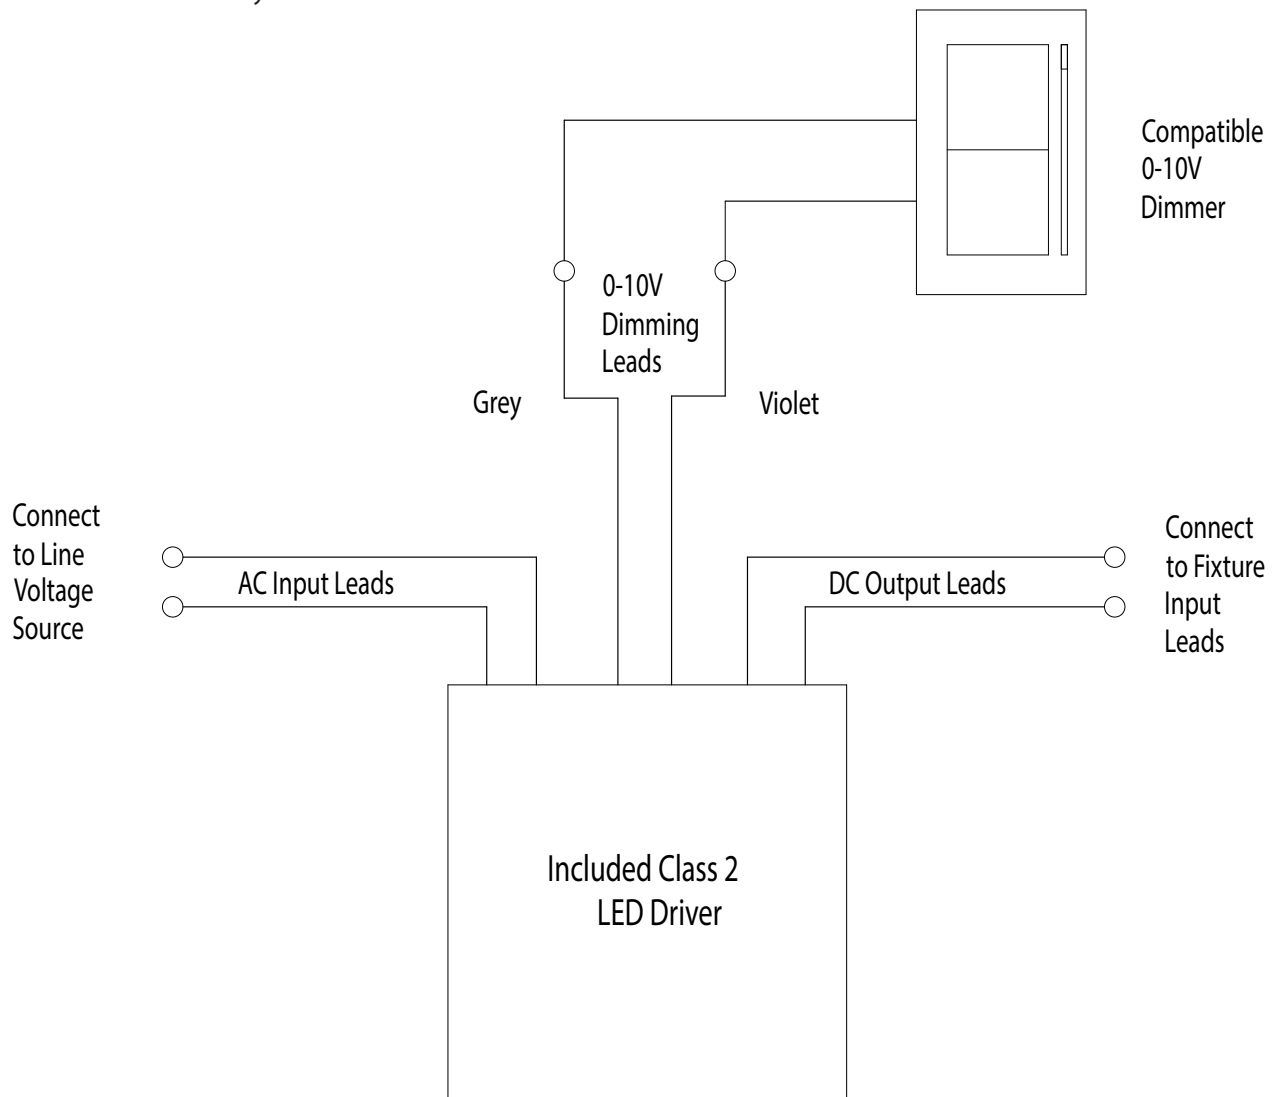 Compatible
0-10V
Dimmer
0-10V
Dimming
Leads
Grey
Violet
Connect
to Line
Voltage
Source
AC Input Leads
DC Output Leads
Connect
to Fixture
Input
Leads
Included Class 2
LED Driver